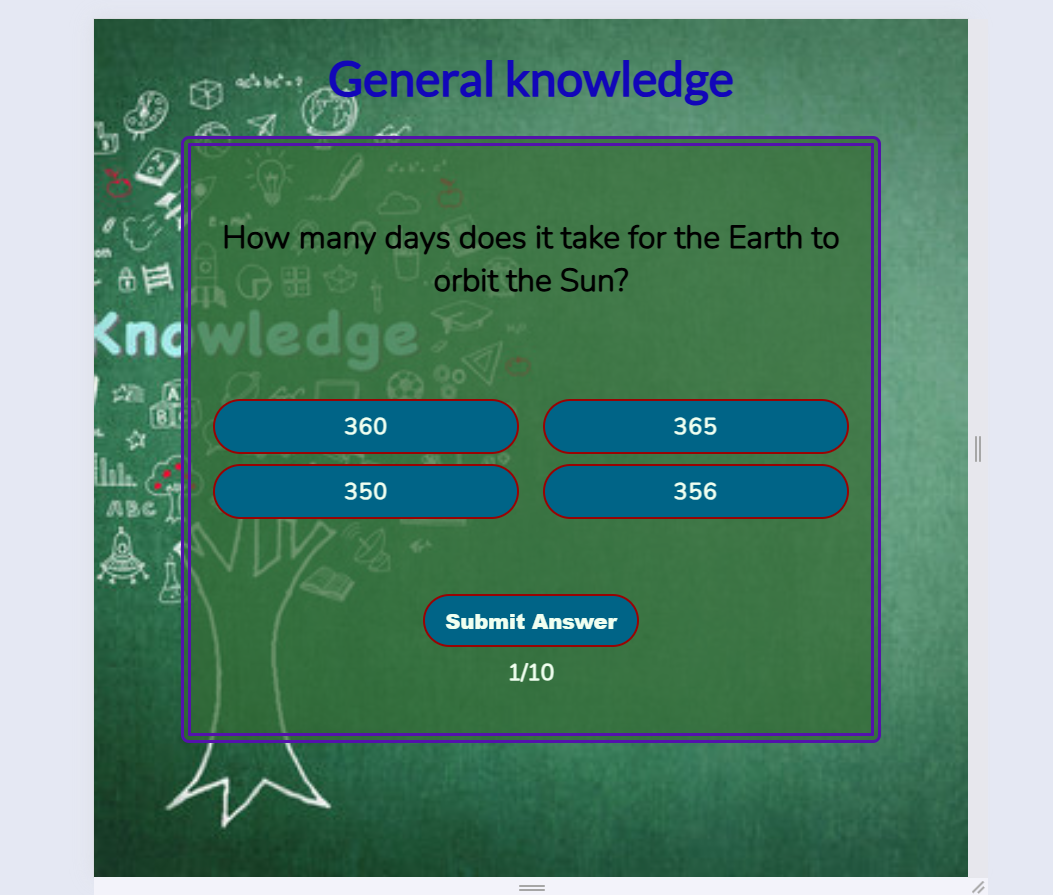 General knowledge
How many days does it take for the Earth to
orbit the Sun?
Knowledge
360
365
350
356
ABC
Submit Answer
1/10